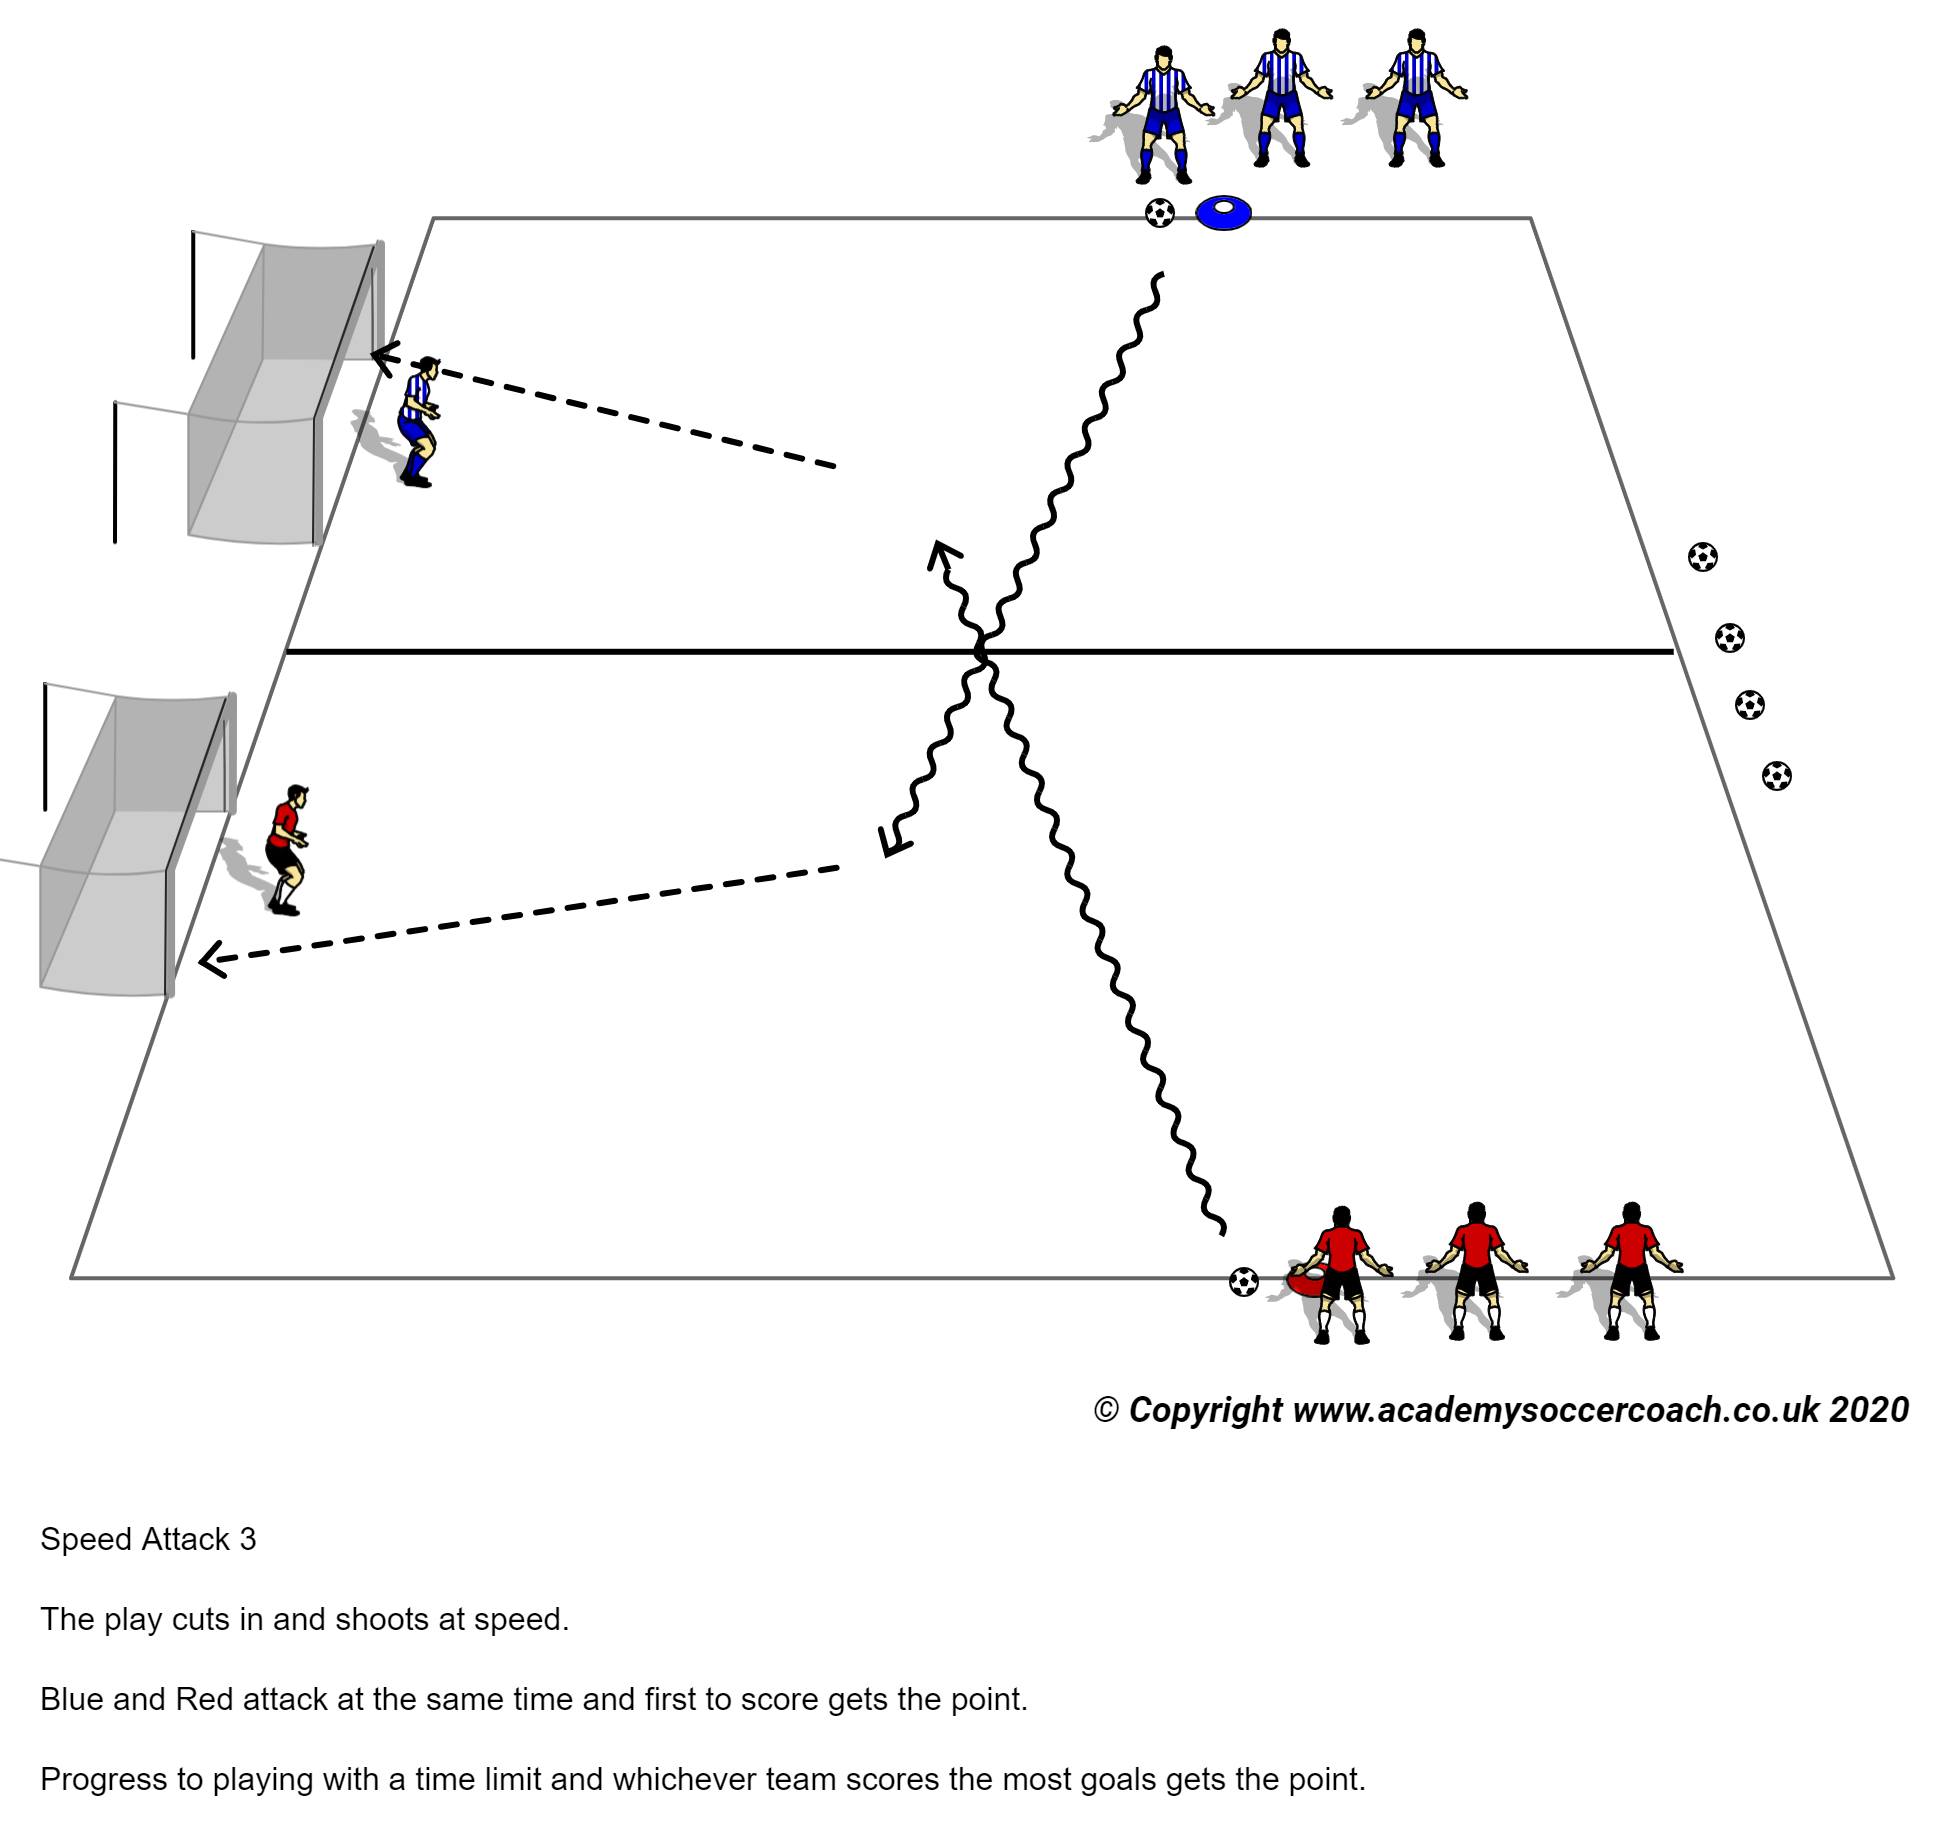 © Copyright www.academysoccercoach.co.uk 2020
Speed Attack 3
The play cuts in and shoots at speed.
Blue and Red attack at the same time and first to score gets the point.
Progress to playing with a time limit and whichever team scores the most goals gets the point.